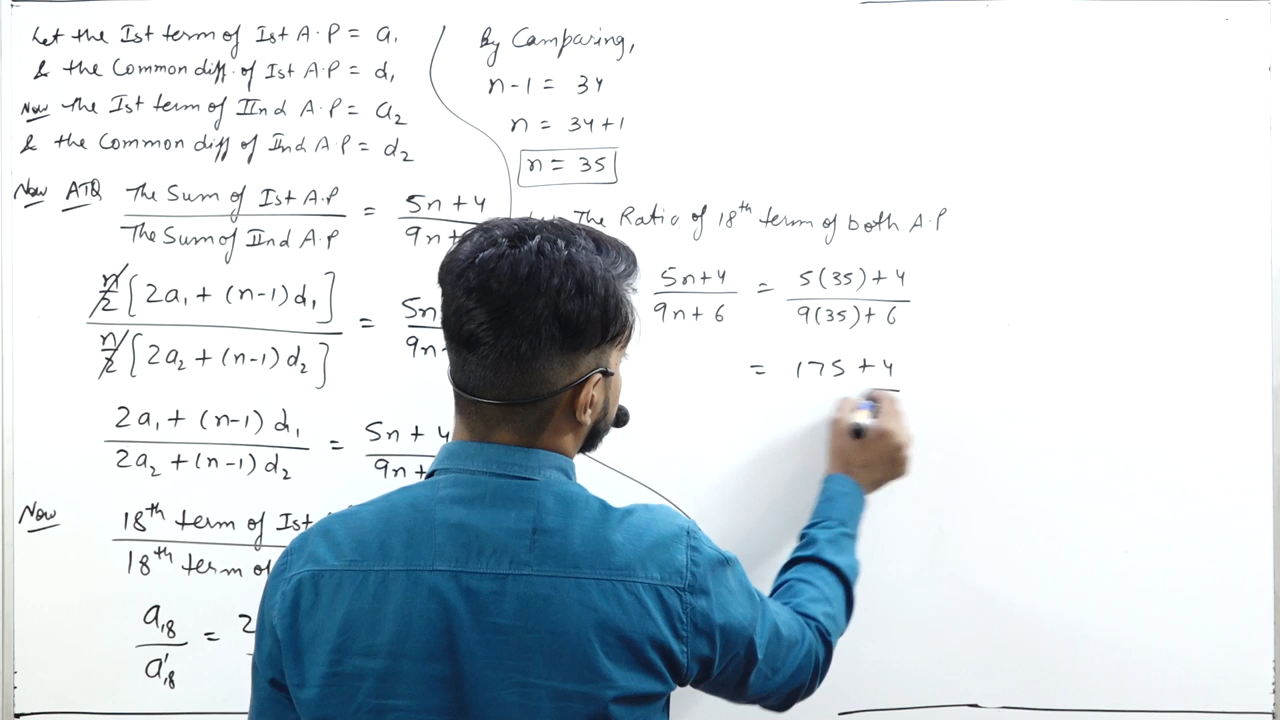 Let the Ist term of Ist A.P = a₁
& the Common diff. of Ist A.P = d₁
Now the Ist term of IInd A.P = a₂
& the Common diff of IInd A.P = d₂
Now ATQ The Sum of Ist A.P / The Sum of IInd A.P = 5n + 4 / 9n +
n/2 [2a₁ + (n-1)d₁] / n/2 [2a₂ + (n-1)d₂] = 5n / 9n
2a₁ + (n-1) d₁ / 2a₂ + (n-1) d₂ = 5n + 4 / 9n +
Now 18th term of Ist / 18th term of
a₁₈ / a'₁₈ = 2
By Camparing,
n-1 = 34
n = 34+1
n = 35
The Ratio of 18th term of both A.P
5n+4 / 9n+6 = 5(35)+4 / 9(35)+6
= 175 + 4